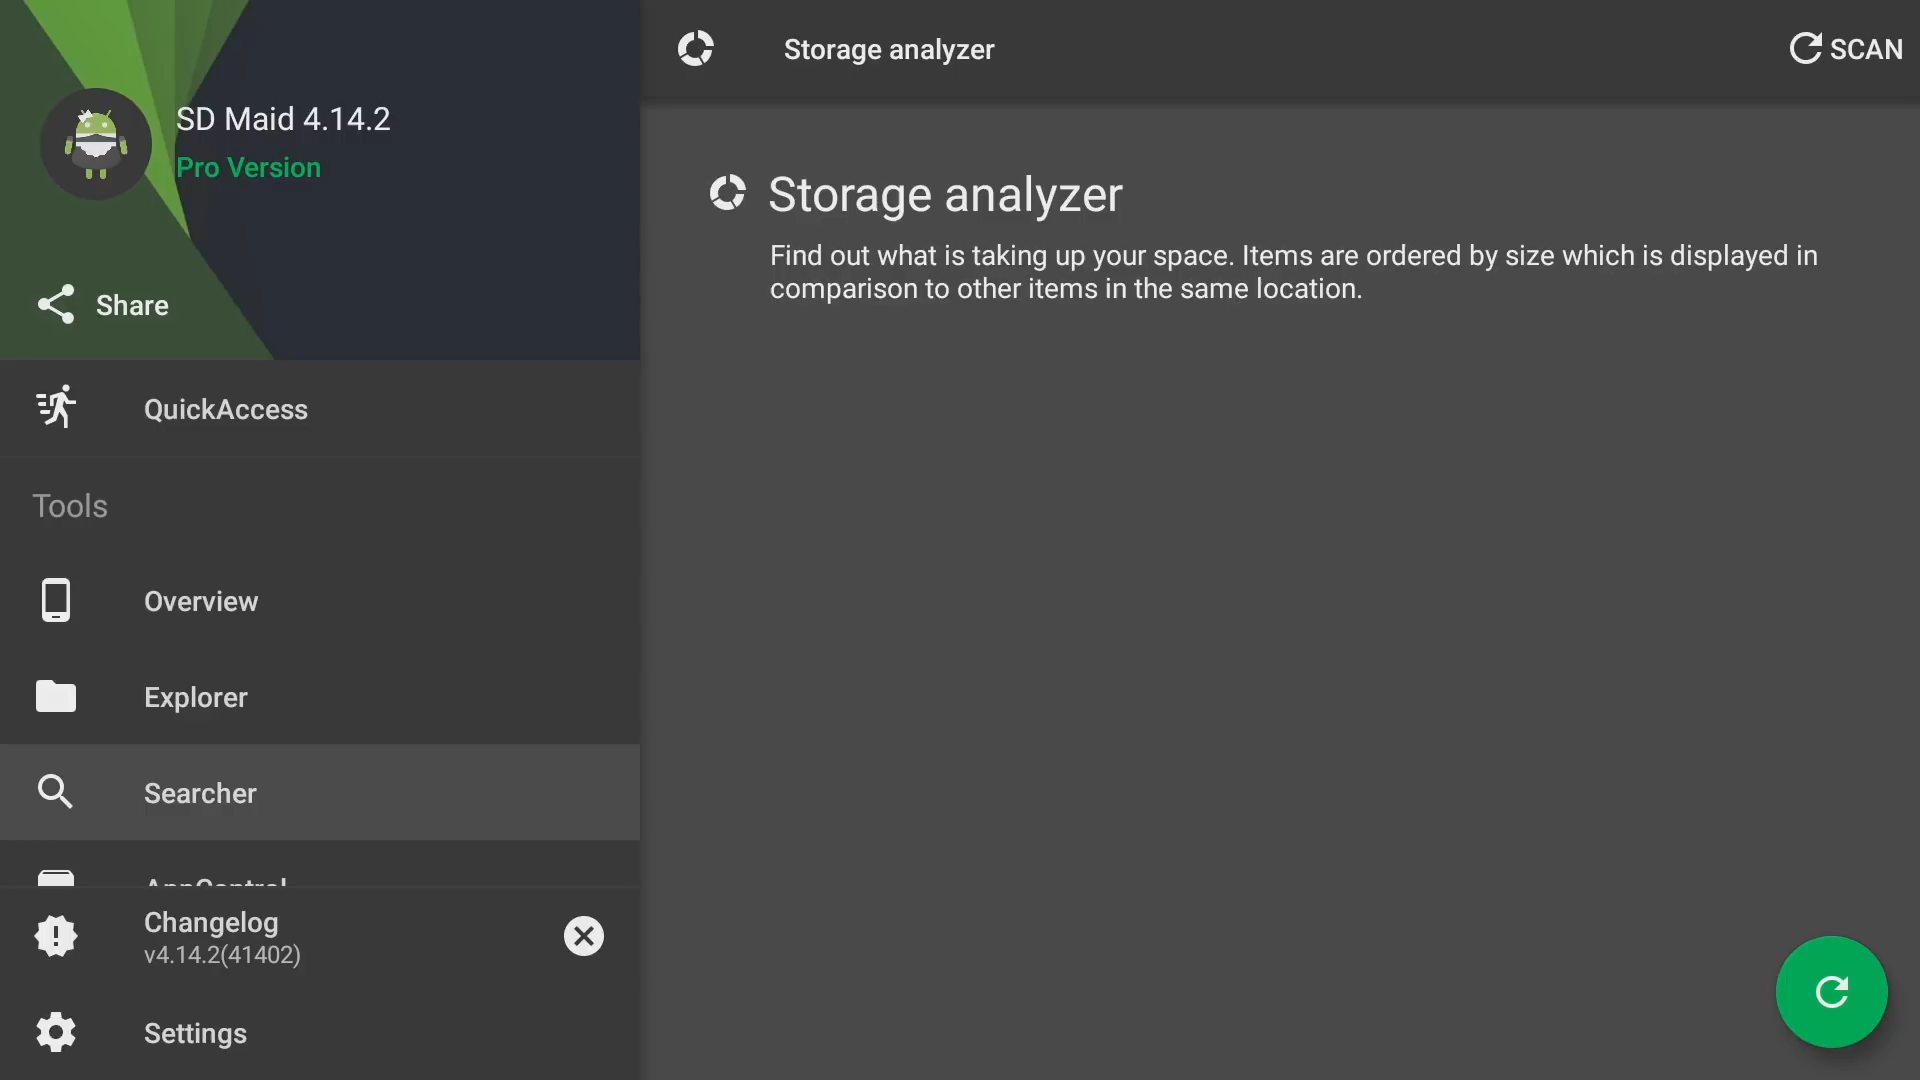 SD Maid 4.14.2
Pro Version
Share
QuickAccess
Tools
Overview
Explorer
Searcher
AppControl
Changelog
v4.14.2(41402)
Settings
Storage analyzer
SCAN
Storage analyzer
Find out what is taking up your space. Items are ordered by size which is displayed in
comparison to other items in the same location.